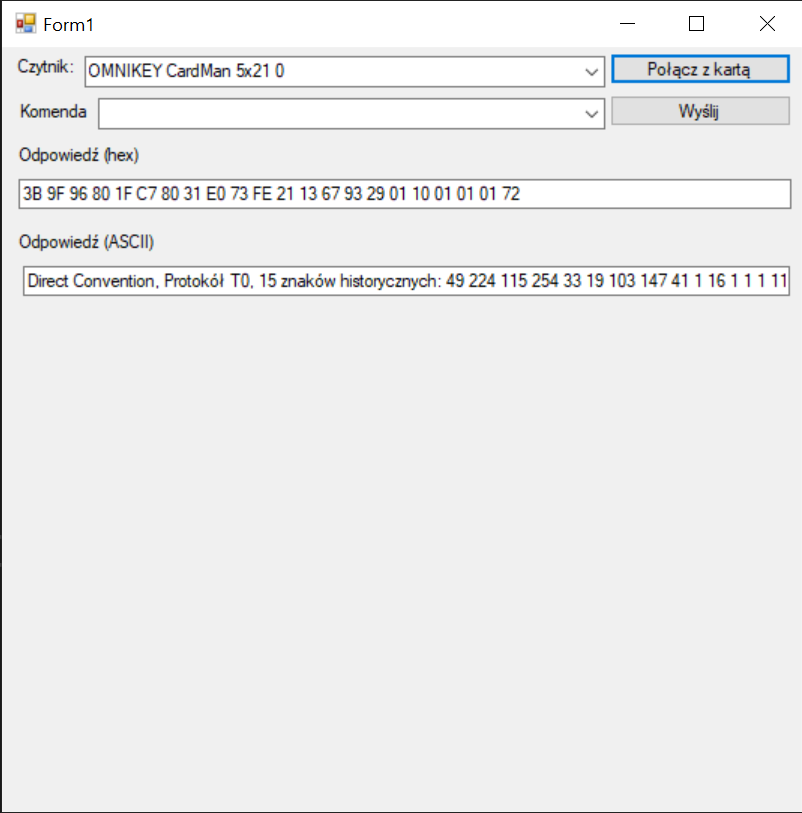 Form1
Czytnik: OMNIKEY CardMan 5x21 0 Połącz z kartą
Komenda Wyślij
Odpowiedź (hex)
3B 9F 96 80 1F C7 80 31 E0 73 FE 21 13 67 93 29 01 10 01 01 01 72
Odpowiedź (ASCII)
Direct Convention, Protokół T0, 15 znaków historycznych: 49 224 115 254 33 19 103 147 41 1 16 1 1 1 11